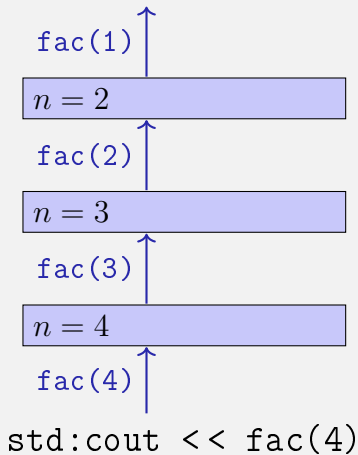 fac(1)
n = 2
fac(2)
n = 3
fac(3)
n = 4
fac(4)
std:cout << fac(4)